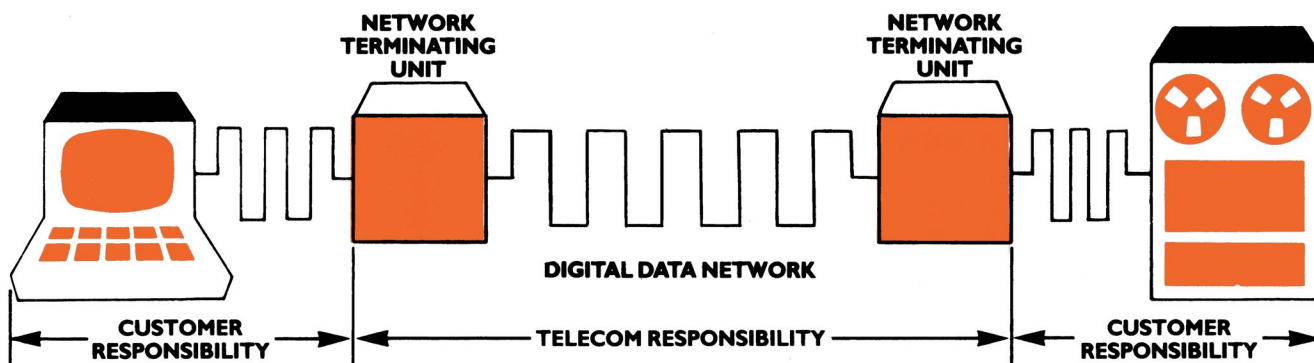 NETWORK
TERMINATING
UNIT
NETWORK
TERMINATING
UNIT
DIGITAL DATA NETWORK
CUSTOMER
RESPONSIBILITY
TELECOM RESPONSIBILITY
CUSTOMER
RESPONSIBILITY